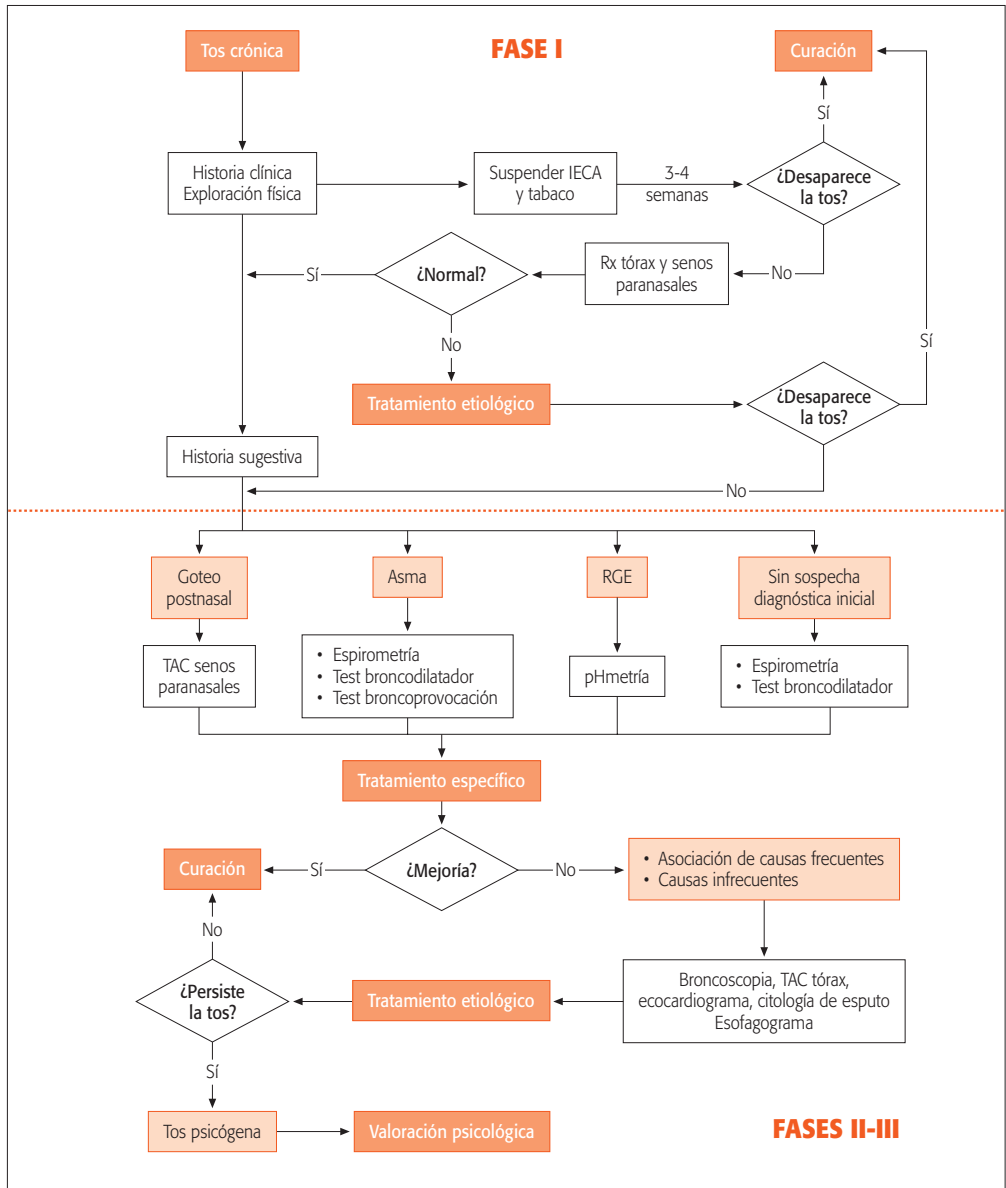 FASE I
Tos crónica
Curación
Sí
Historia clínica
Exploración física
Suspender IECA
y tabaco
3-4
semanas
¿Desaparece
la tos?
Sí
¿Normal?
Rx tórax y senos
paranasales
No
No
Sí
Tratamiento etiológico
¿Desaparece
la tos?
Historia sugestiva
No
Goteo
postnasal
Asma
RGE
Sin sospecha
diagnóstica inicial
TAC senos
paranasales
• Espirometría
• Test broncodilatador
• Test broncoprovocación
pHmetría
• Espirometría
• Test broncodilatador
Tratamiento específico
Curación
Sí
¿Mejoría?
No
• Asociación de causas frecuentes
• Causas infrecuentes
No
¿Persiste
la tos?
Tratamiento etiológico
Broncoscopia, TAC tórax,
ecocardiograma, citología de esputo
Esofagograma
Sí
Tos psicógena
Valoración psicológica
FASES II-III